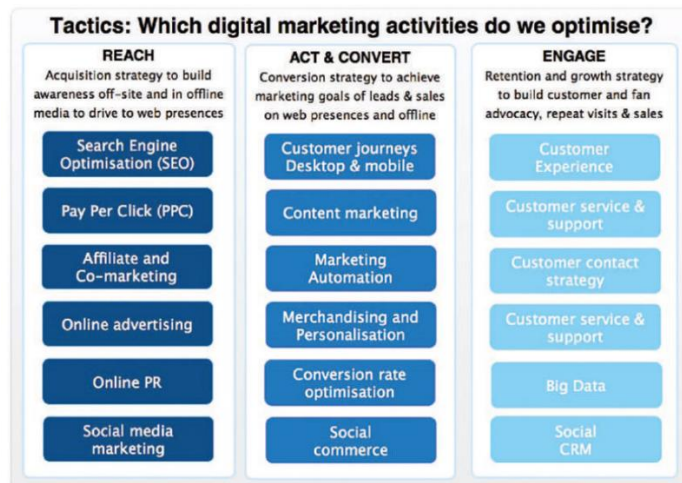 Tactics: Which digital marketing activities do we optimise?
REACH
Acquisition strategy to build
awareness off-site and in offline
media to drive to web presences
Search Engine
Optimisation (SEO)
Pay Per Click (PPC)
Affiliate and
Co-marketing
Online advertising
Online PR
Social media
marketing
ACT & CONVERT
Conversion strategy to achieve
marketing goals of leads & sales
on web presences and offline
Customer journeys
Desktop & mobile
Content marketing
Marketing
Automation
Merchandising and
Personalisation
Conversion rate
optimisation
Social
commerce
ENGAGE
Retention and growth strategy
to build customer and fan
advocacy, repeat visits & sales
Customer
Experience
Customer service &
support
Customer contact
strategy
Customer service &
support
Big Data
Social
CRM